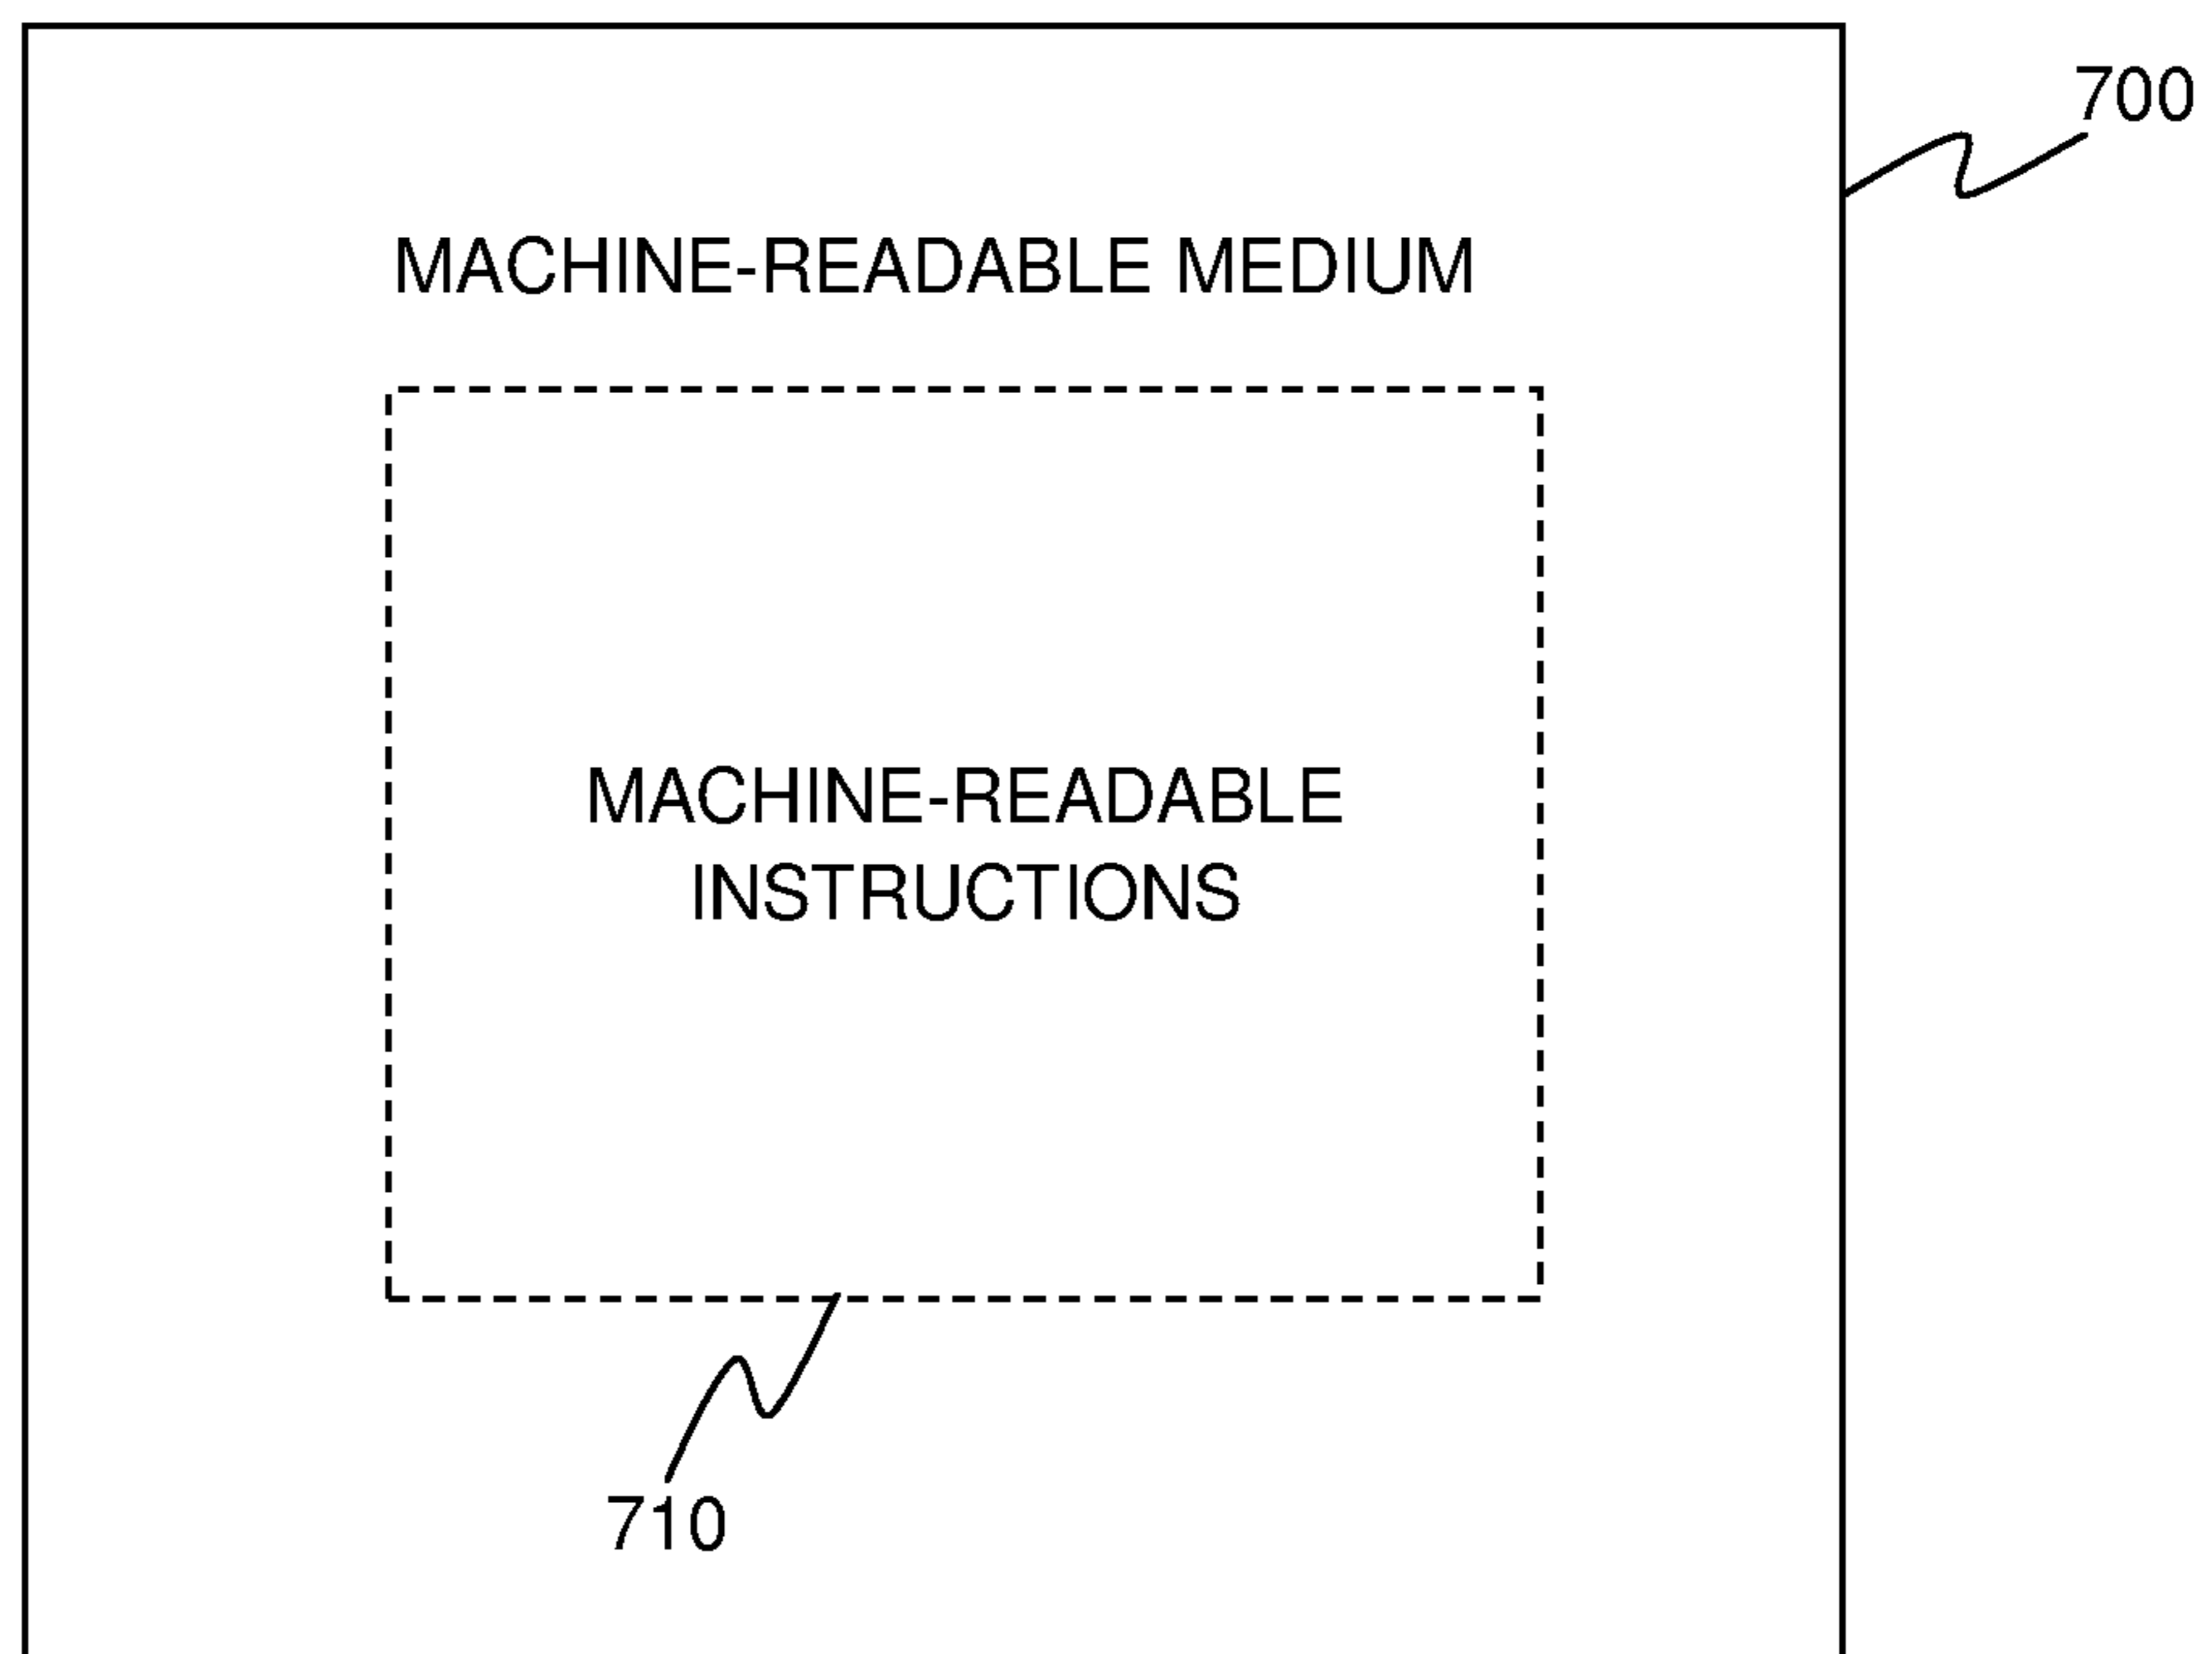 700
MACHINE-READABLE MEDIUM
MACHINE-READABLE
INSTRUCTIONS
710